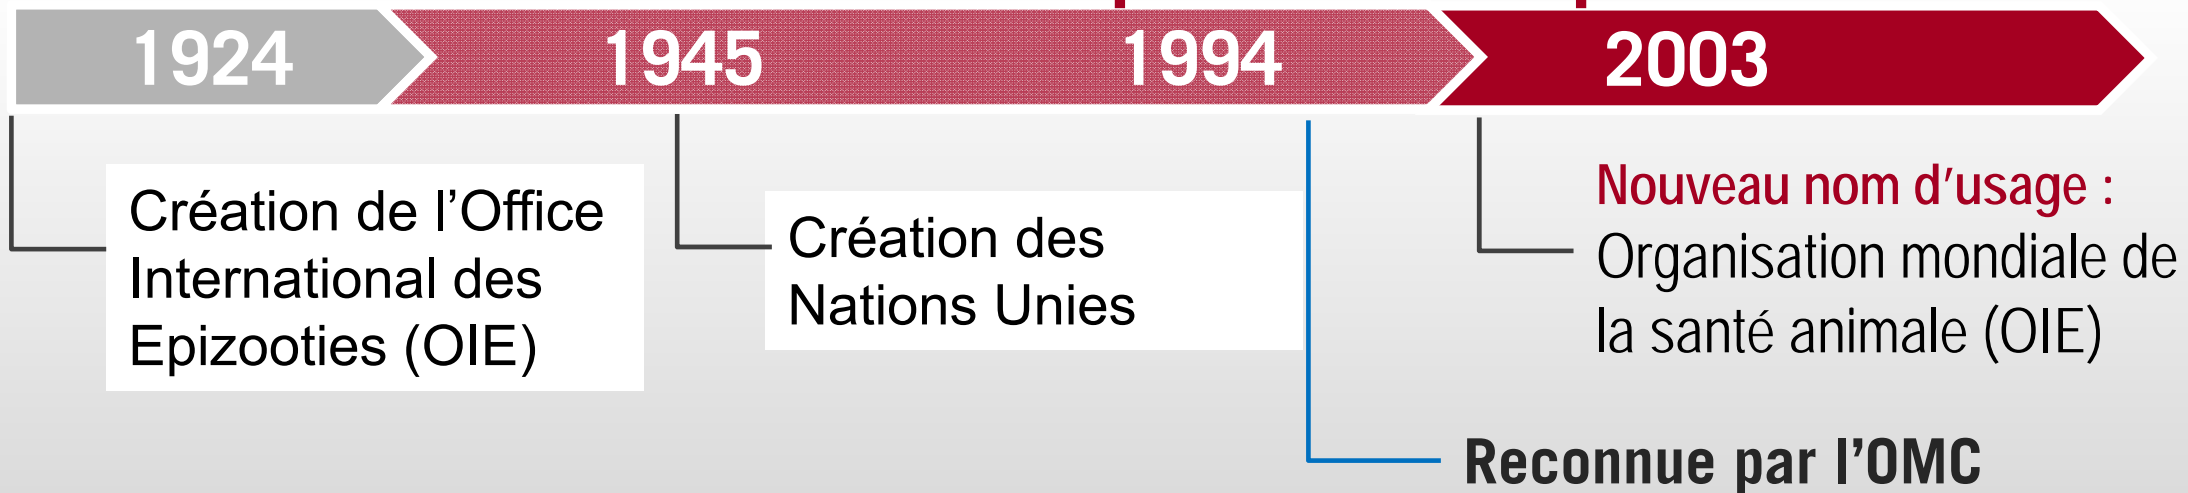 1924 1945 1994 2003
Création de l’Office
International des
Epizooties (OIE)
Création des
Nations Unies
Nouveau nom d’usage :
Organisation mondiale de
la santé animale (OIE)
Reconnue par l’OMC